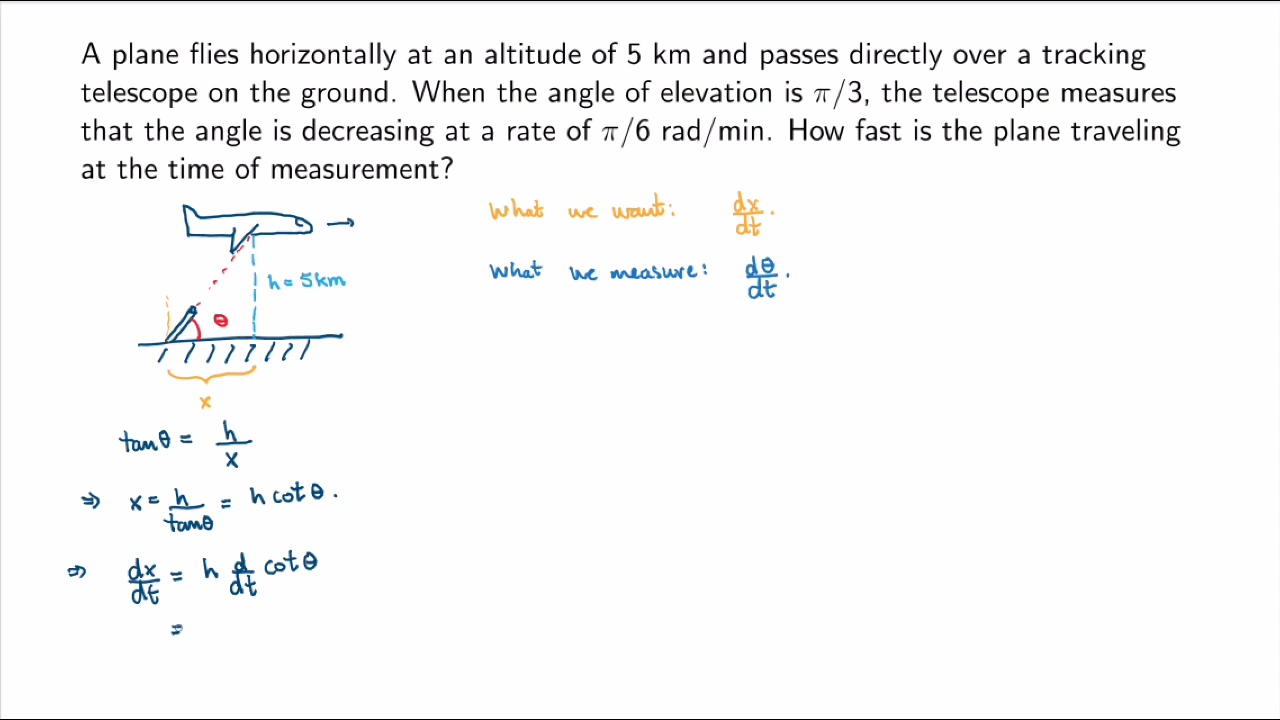 A plane flies horizontally at an altitude of 5 km and passes directly over a tracking
telescope on the ground. When the angle of elevation is π/3, the telescope measures
that the angle is decreasing at a rate of π/6 rad/min. How fast is the plane traveling
at the time of measurement?
What we want: dx/dt.
What we measure: dθ/dt.
h = 5km
θ
x
tanθ = h/x
⇒ x = h/tanθ = h cot θ.
⇒ dx/dt = h d/dt cot θ
=